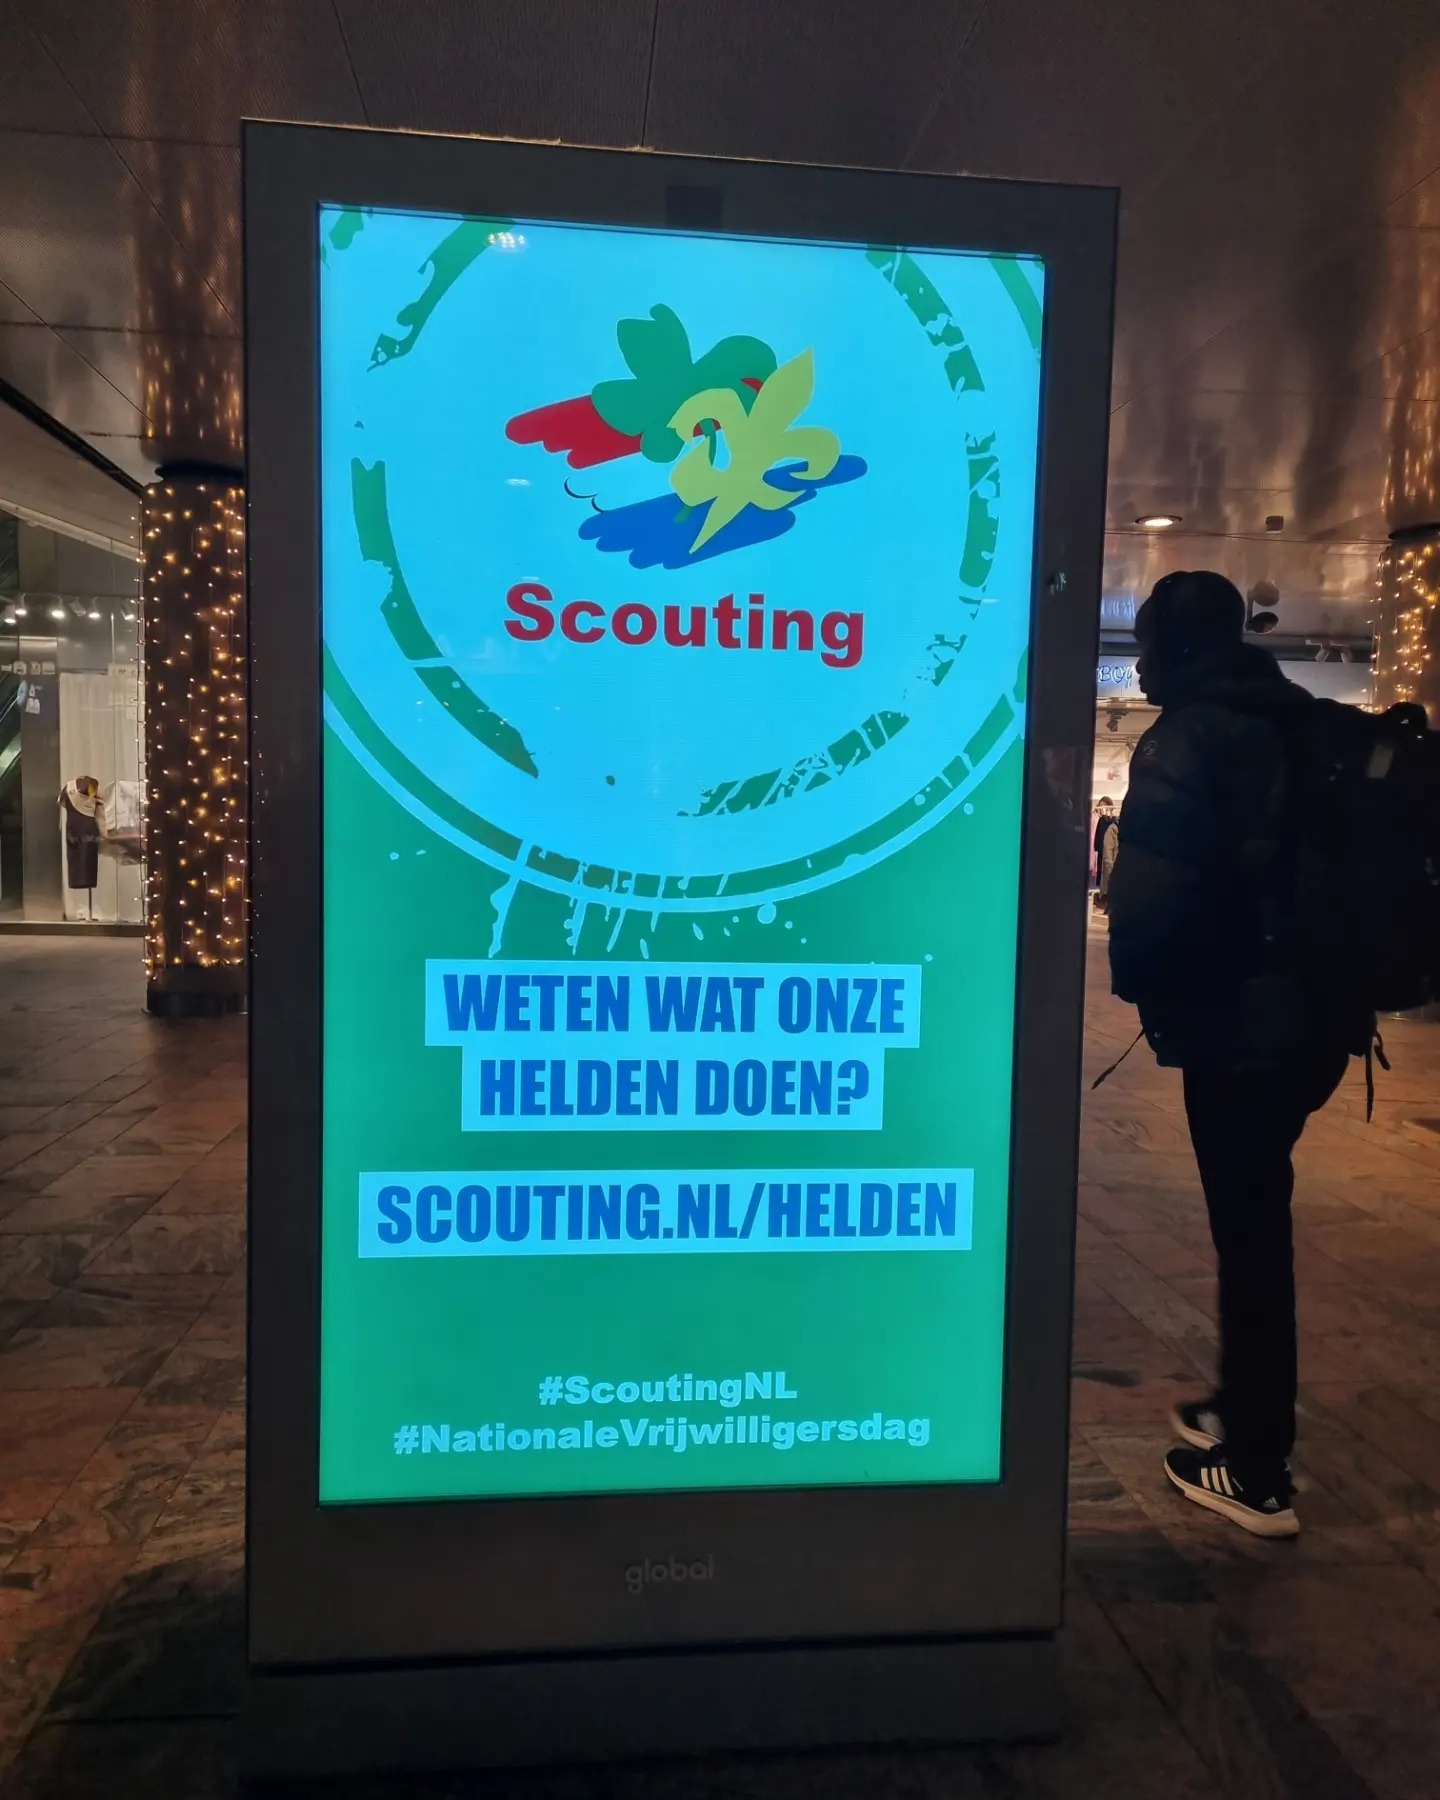 Scouting
WETEN WAT ONZE
HELDEN DOEN?
SCOUTING.NL/HELDEN
#ScoutingNL
#NationaleVrijwilligersdag
global